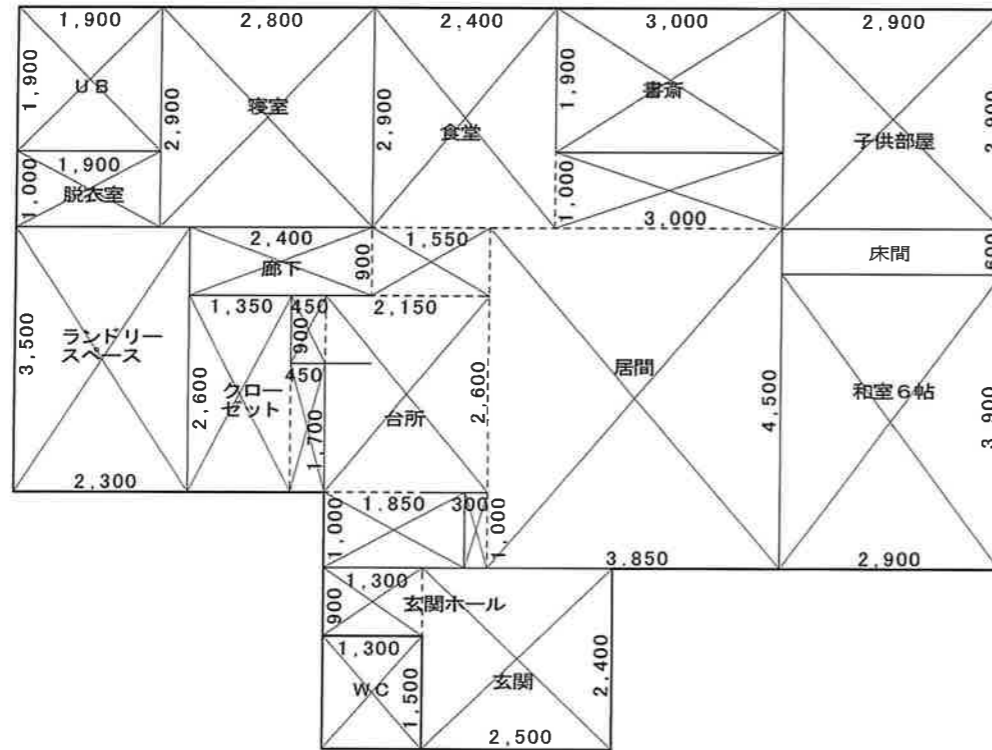 1,900
2,800
2,400
3,000
2,900
1,900
UB
寝室
2,900
食堂
2,900
1,900
書斎
子供部屋
2,900
1,900
1,000
脱衣室
1,000
3,000
2,400
廊下
900
1,550
床間
600
1,350
450
900
2,150
3,500
ランドリー
スペース
2,600
クロー
ゼット
450
1,700
台所
2,600
居間
4,500
和室6帖
3,900
2,300
1,000
1.850
300
1,000
3.850
2,900
1,300
900
玄関ホール
1,300
WC
1,500
玄関
2,400
2,500